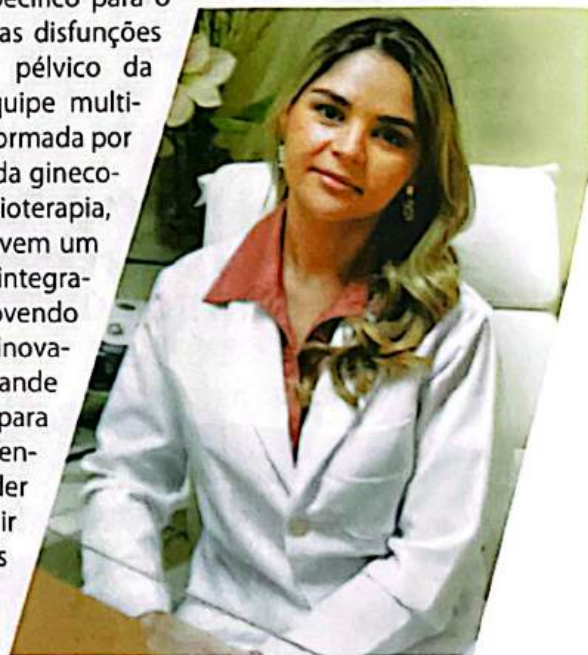 pecífico para o
as disfunções
pélvico da
quipe multi-
ormada por
da gineco-
ioterapia,
vem um
integra-
ovendo
inova-
ande
para
en-
der
ir
s